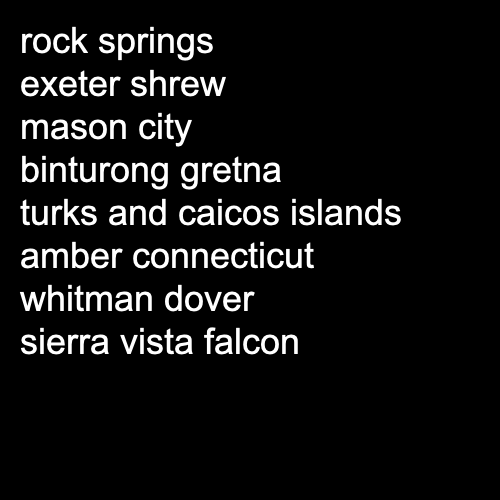 rock springs
exeter shrew
mason city
binturong gretna
turks and caicos islands
amber connecticut
whitman dover
sierra vista falcon